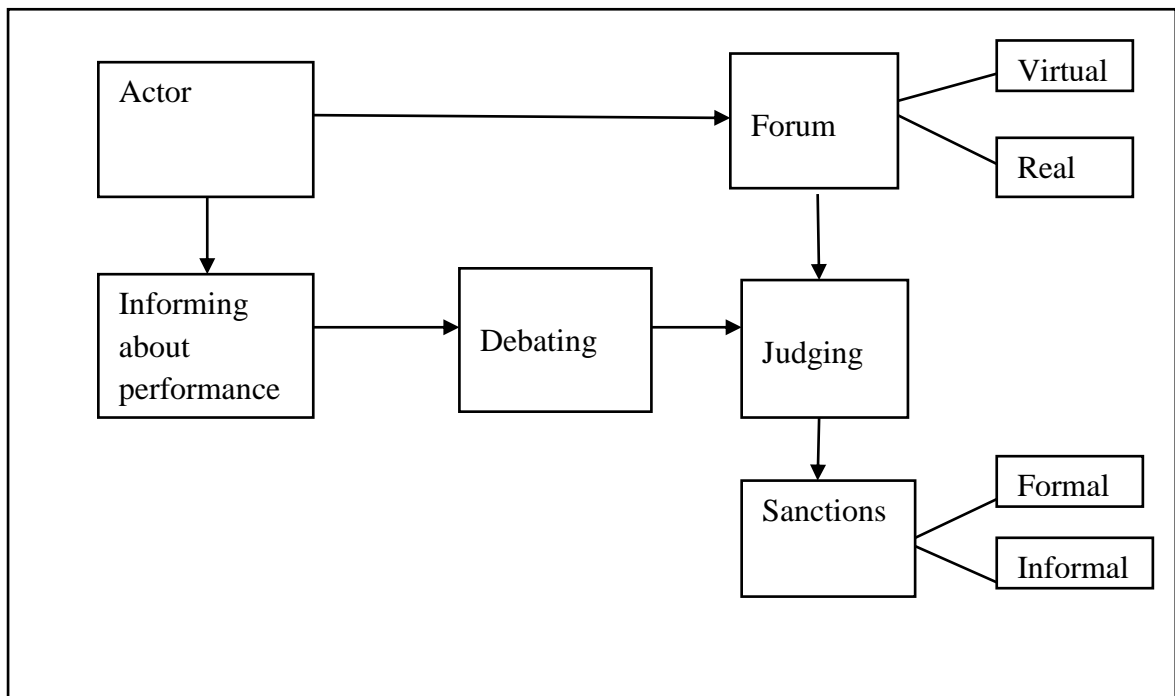 Actor
Forum
Virtual
Real
Informing
about
performance
Debating
Judging
Sanctions
Formal
Informal